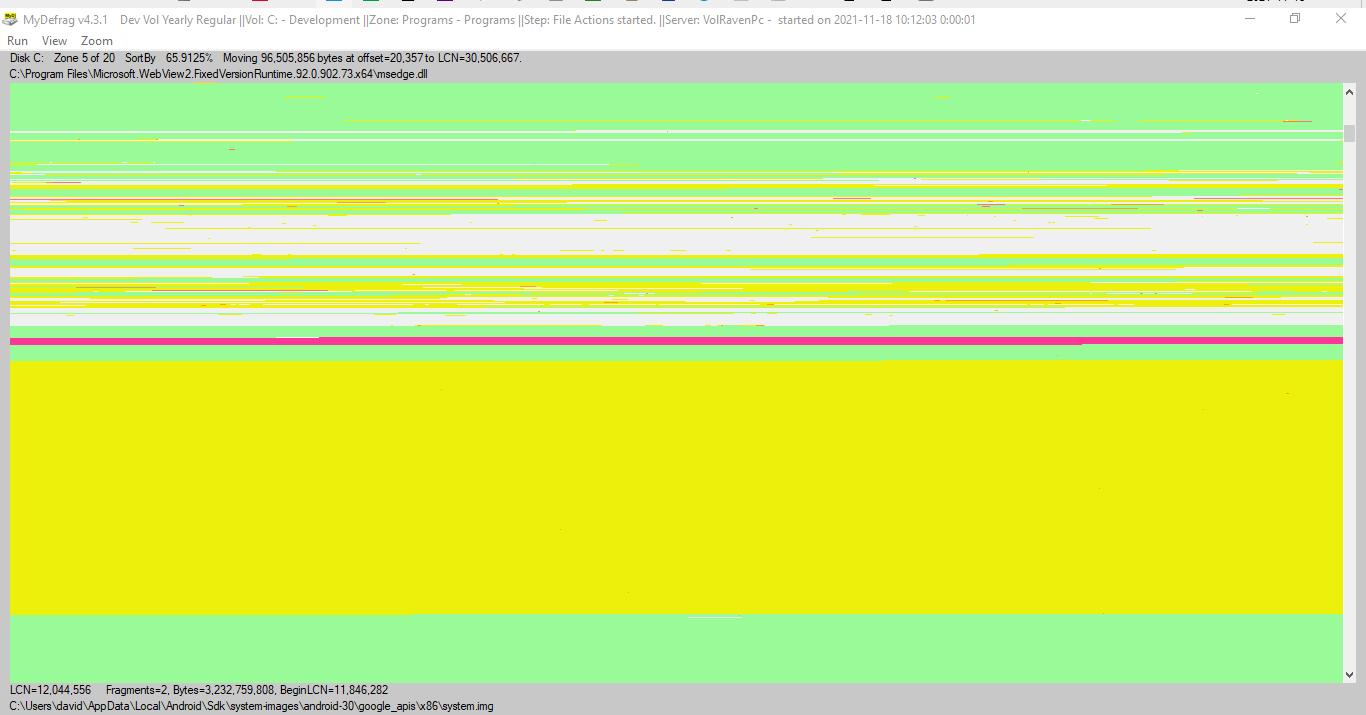 MyDefrag v4.3.1 Dev Vol Yearly Regular ||Vol: C: - Development ||Zone: Programs - Programs ||Step: File Actions started. ||Server: VolRavenPc - started on 2021-11-18 10:12:03 0:00:01
Run View Zoom
Disk C: Zone 5 of 20 SortBy 65.9125% Moving 96,505,856 bytes at offset=20,357 to LCN=30,506,667.
C:\Program Files\Microsoft.WebView2.FixedVersionRuntime.92.0.902.73.x64\msedge.dll
LCN=12,044,556 Fragments=2, Bytes=3,232,759,808, BeginLCN=11,846,282
C:\Users\david\AppData\Local\Android\Sdk\system-images\android-30\google_apis\x86\system.img